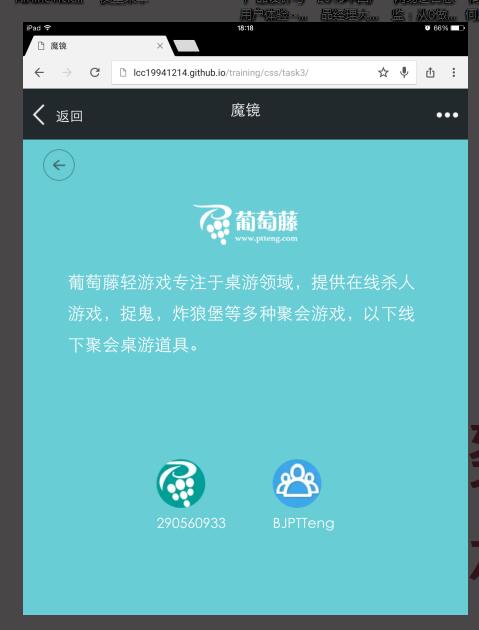 iPad
18:18
66%
魔镜
lcc19941214.github.io/training/css/task3/
返回
魔镜
葡萄藤
www.ptteng.com
葡萄藤轻游戏专注于桌游领域，提供在线杀人
游戏，捉鬼，炸狼堡等多种聚会游戏，以下线
下聚会桌游道具。
290560933
BJPTTeng